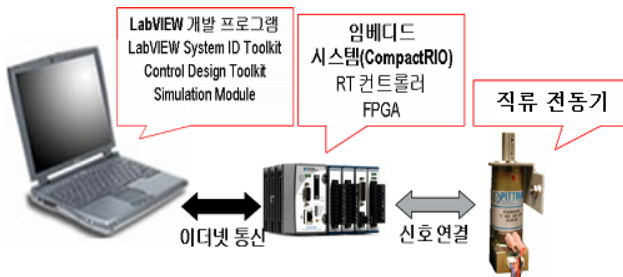 LabVIEW 개발 프로그램
LabVIEW System ID Toolkit
Control Design Toolkit
Simulation Module
임베디드
시스템(CompactRIO)
RT 컨트롤러
FPGA
직류 전동기
이더넷 통신
신호 연결
PITTMAN